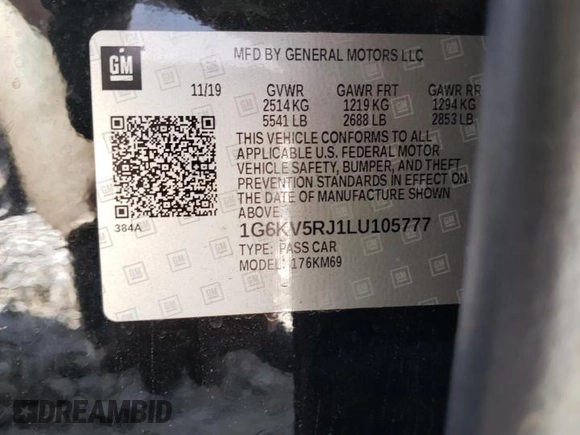 GM
MFD BY GENERAL MOTORS LLC
11/19 GVWR GAWR FRT GAWR RR
2514 KG 1219 KG 1294 KG
5541 LB 2688 LB 2853 LB
THIS VEHICLE CONFORMS TO ALL
APPLICABLE U.S. FEDERAL MOTOR
VEHICLE SAFETY, BUMPER, AND THEFT
PREVENTION STANDARDS IN EFFECT ON
THE DATE OF MANUFACTURE SHOWN
ABOVE.
384A
1G6KV5RJ1LU105777
TYPE: PASS CAR
MODEL: 176KM69
DREAMBID